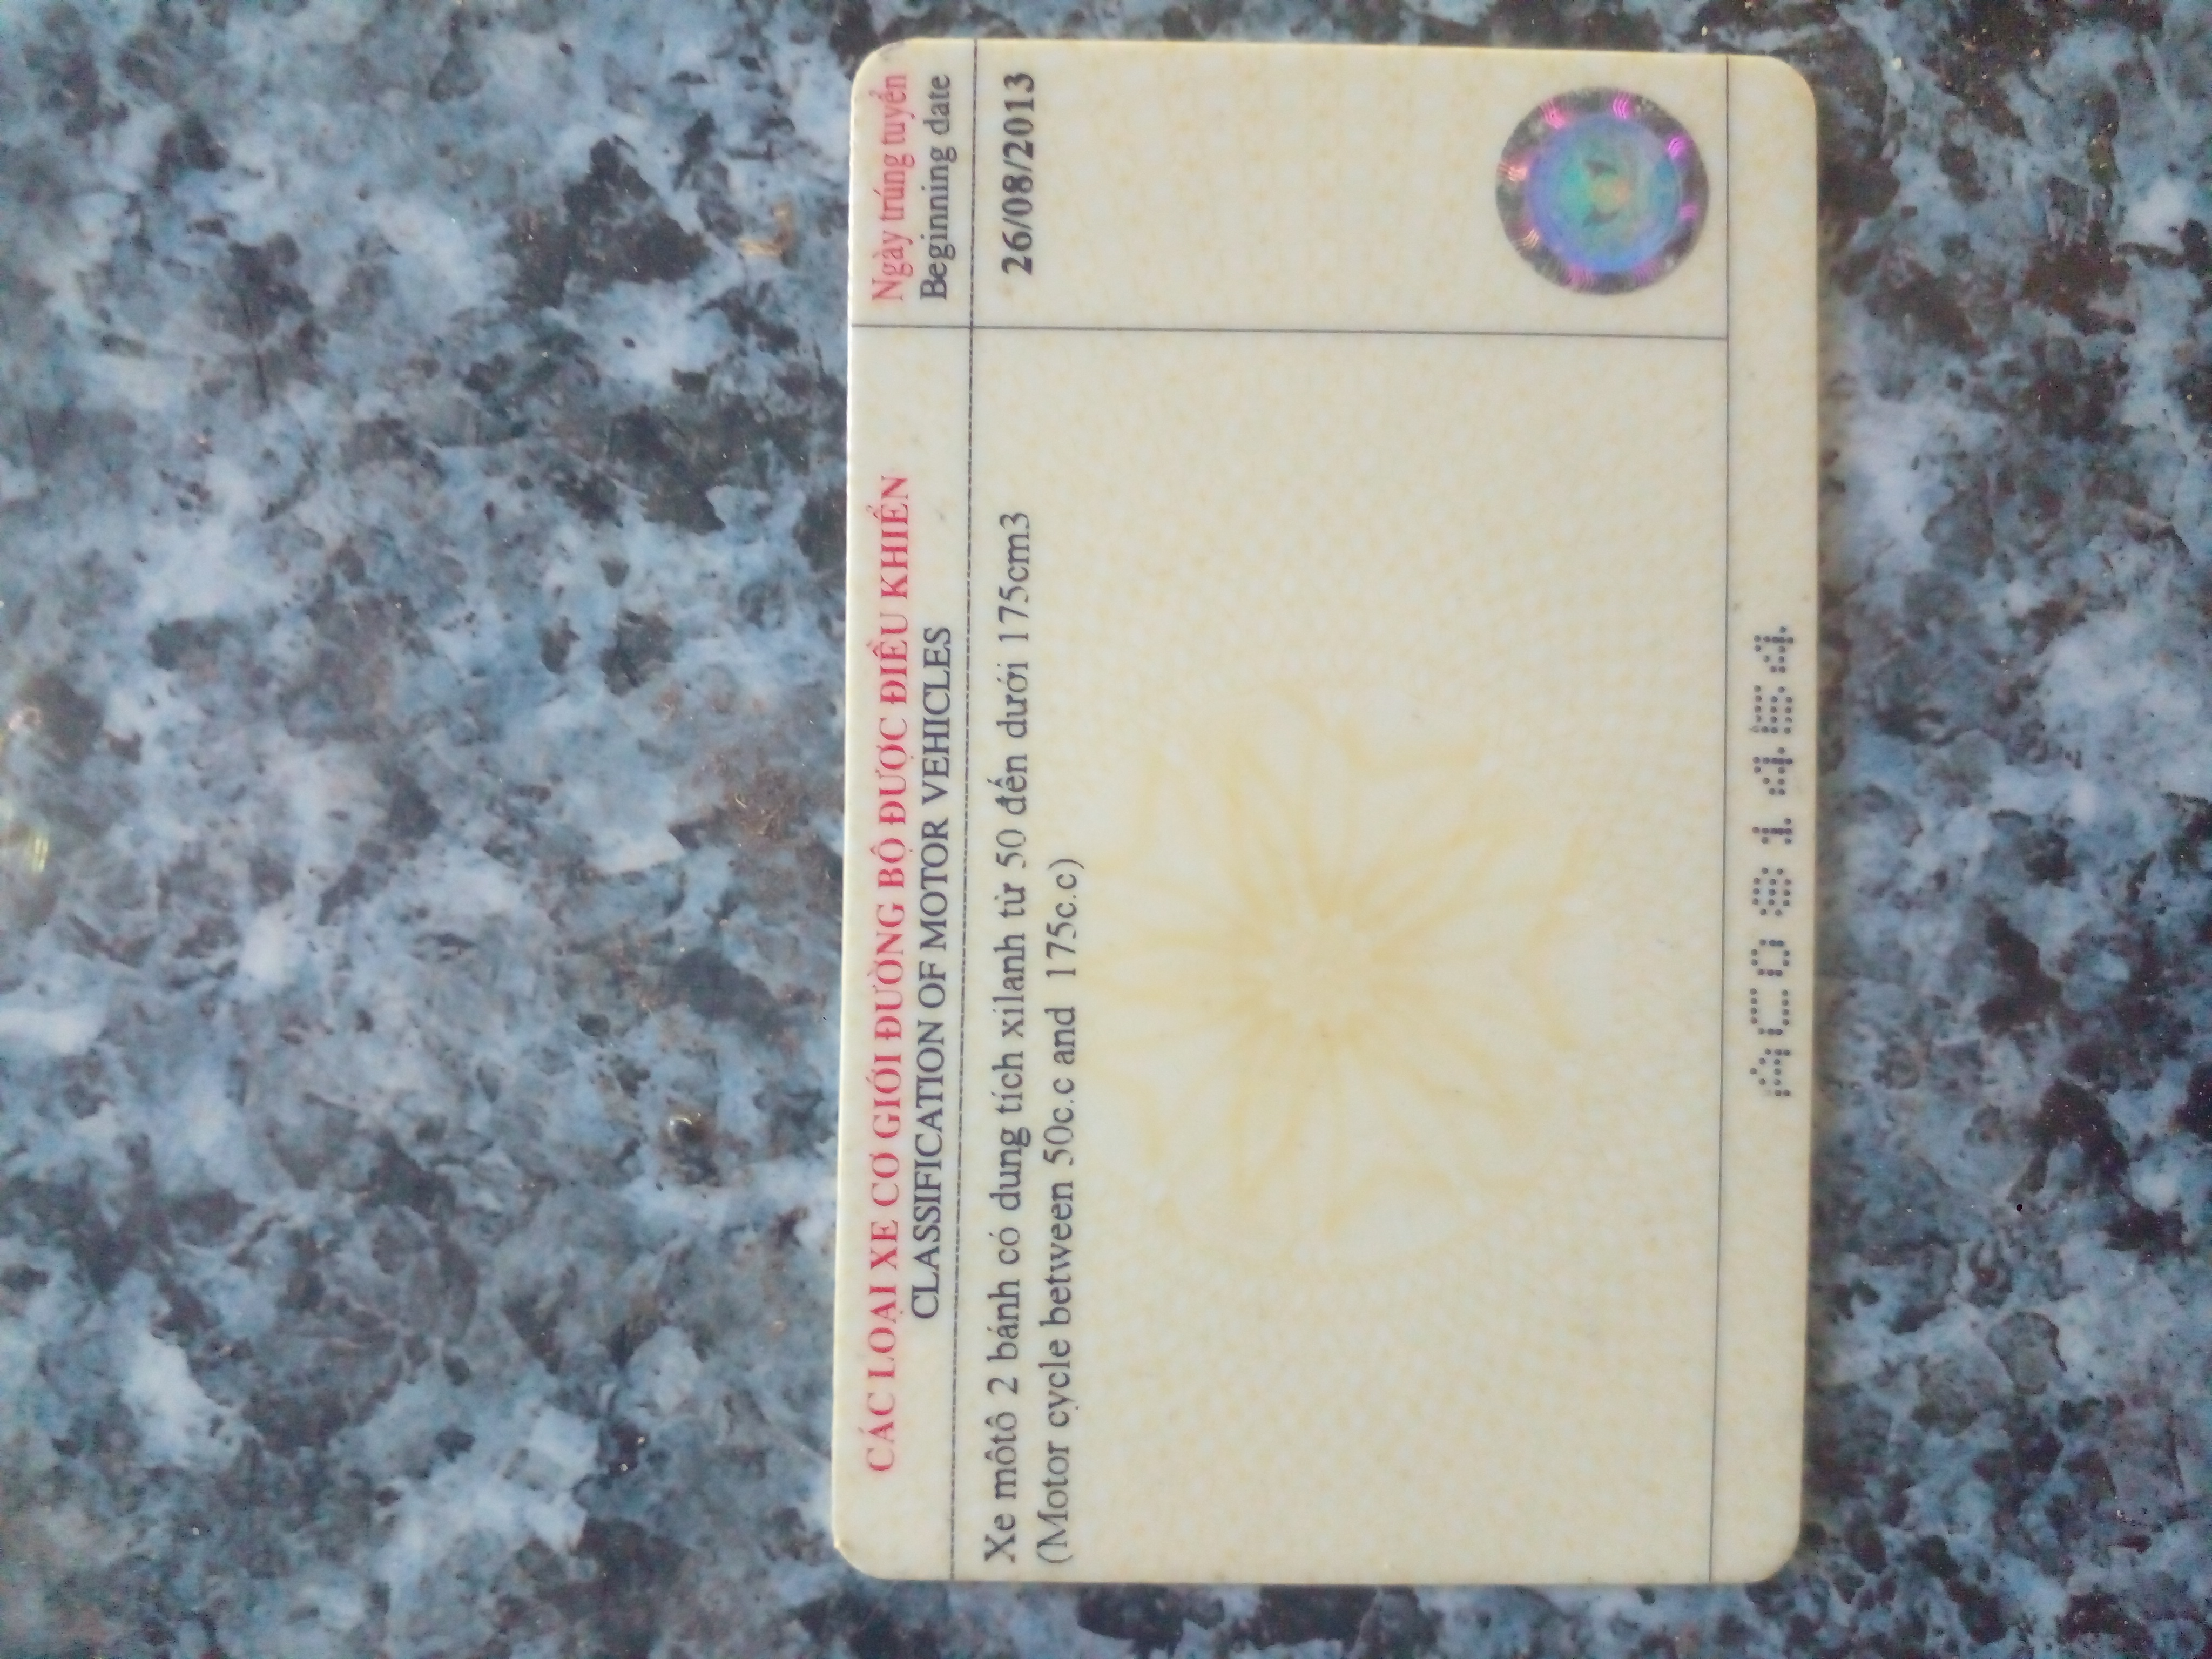 CÁC LOẠI XE CƠ GIỚI ĐƯỜNG BỘ ĐƯỢC ĐIỀU KHIỂN
CLASSIFICATION OF MOTOR VEHICLES
Ngày trúng tuyển
Beginning date
Xe môtô 2 bánh có dung tích xilanh từ 50 đến dưới 175cm3
(Motor cycle between 50c.c and 175c.c)
26/08/2013